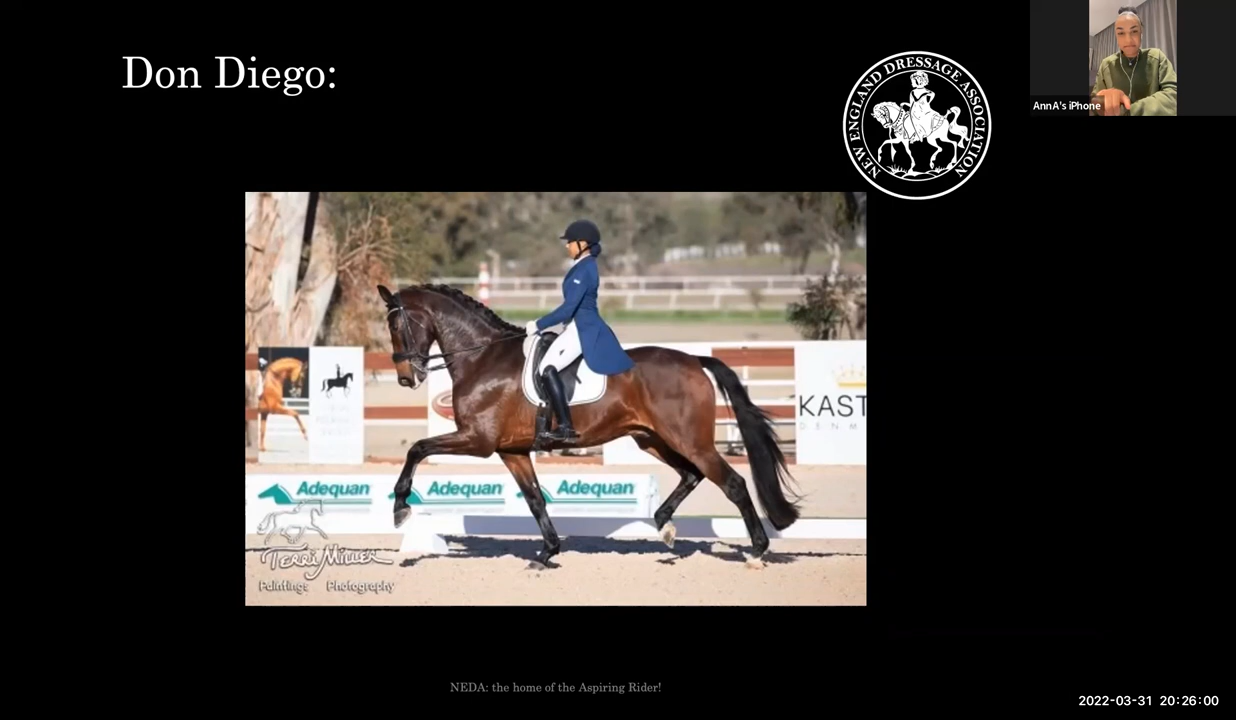 Don Diego:
NEW ENGLAND DRESSAGE ASSOCIATION
AnnA's iPhone
KAST
DENM
Adequan
Adequan
Adequan
Terri Miller
Paintings Photography
NEDA: the home of the Aspiring Rider!
2022-03-31 20:26:00